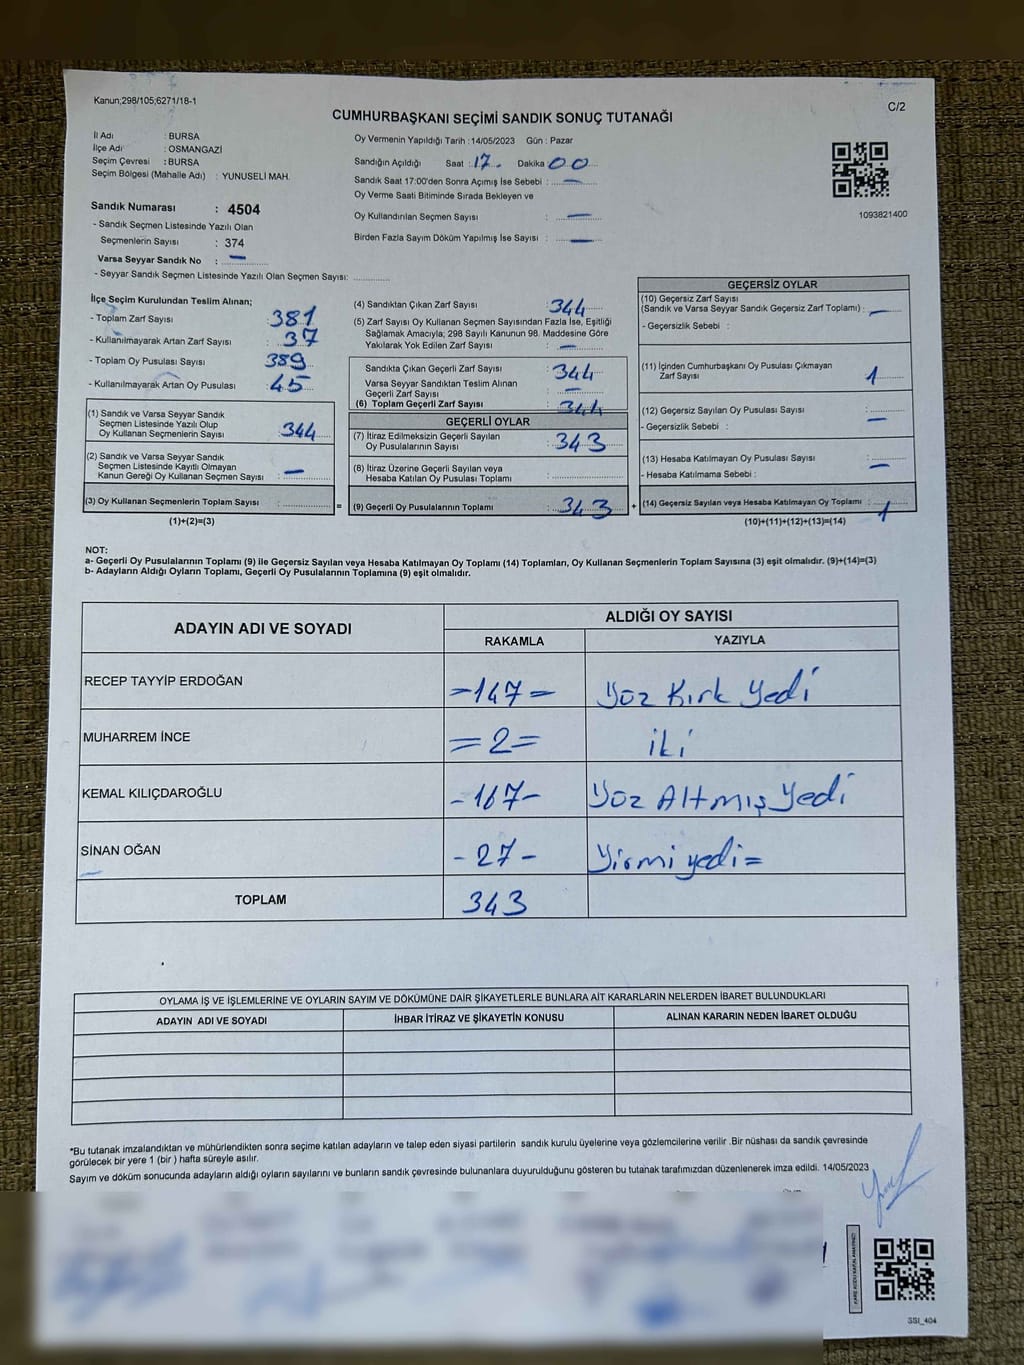 Kanun;298/105;6271/18-1
C/2
CUMHURBAŞKANI SEÇİMİ SANDIK SONUÇ TUTANAĞI
İl Adı : BURSA
İlçe Adı : OSMANGAZİ
Seçim Çevresi : BURSA
Seçim Bölgesi (Mahalle Adı) : YUNUSELİ MAH.
Oy Vermenin Yapıldığı Tarih :14/05/2023 Gün : Pazar
Sandığın Açıldığı Saat : 17. Dakika 00
Sandık Saat 17:00'den Sonra Açımış İse Sebebi : —
Oy Verme Saati Bitiminde Sırada Bekleyen ve
Oy Kullandırılan Seçmen Sayısı : —
Birden Fazla Sayım Döküm Yapılmış İse Sayısı : —
1093821400
Sandık Numarası : 4504
- Sandık Seçmen Listesinde Yazılı Olan
Seçmenlerin Sayısı : 374
Varsa Seyyar Sandık No : —
- Seyyar Sandık Seçmen Listesinde Yazılı Olan Seçmen Sayısı:
İlçe Seçim Kurulundan Teslim Alınan;
- Toplam Zarf Sayısı : 381
- Kullanılmayarak Artan Zarf Sayısı : 37
- Toplam Oy Pusulası Sayısı 389
- Kullanılmayarak Artan Oy Pusulası : 45
(1) Sandık ve Varsa Seyyar Sandık
Seçmen Listesinde Yazılı Olup
Oy Kullanan Seçmenlerin Sayısı : 344
(2) Sandık ve Varsa Seyyar Sandık
Seçmen Listesinde Kayıtlı Olmayan
Kanun Gereği Oy Kullanan Seçmen Sayısı : —
(3) Oy Kullanan Seçmenlerin Toplam Sayısı :
(1)+(2)=(3)
=
(4) Sandıktan Çıkan Zarf Sayısı : 344
(5) Zarf Sayısı Oy Kullanan Seçmen Sayısından Fazla İse, Eşitliği
Sağlamak Amacıyla; 298 Sayılı Kanunun 98. Maddesine Göre
Yakılarak Yok Edilen Zarf Sayısı : —
Sandıkta Çıkan Geçerli Zarf Sayısı : 344
Varsa Seyyar Sandıktan Teslim Alınan
Geçerli Zarf Sayısı : —
(6) Toplam Geçerli Zarf Sayısı : 344
GEÇERLİ OYLAR
(7) İtiraz Edilmeksizin Geçerli Sayılan
Oy Pusulalarının Sayısı : 343
(8) İtiraz Üzerine Geçerli Sayılan veya
Hesaba Katılan Oy Pusulası Toplamı :
(9) Geçerli Oy Pusulalarının Toplamı : 343
+
GEÇERSİZ OYLAR
(10) Geçersiz Zarf Sayısı
(Sandık ve Varsa Seyyar Sandık Geçersiz Zarf Toplamı) : —
- Geçersizlik Sebebi :
(11) İçinden Cumhurbaşkanı Oy Pusulası Çıkmayan
Zarf Sayısı : 1
(12) Geçersiz Sayılan Oy Pusulası Sayısı : —
- Geçersizlik Sebebi :
(13) Hesaba Katılmayan Oy Pusulası Sayısı : —
- Hesaba Katılmama Sebebi :
(14) Geçersiz Sayılan veya Hesaba Katılmayan Oy Toplamı : 1
(10)+(11)+(12)+(13)=(14)
NOT:
a- Geçerli Oy Pusulalarının Toplamı (9) ile Geçersiz Sayılan veya Hesaba Katılmayan Oy Toplamı (14) Toplamları, Oy Kullanan Seçmenlerin Toplam Sayısına (3) eşit olmalıdır. (9)+(14)=(3)
b- Adayların Aldığı Oyların Toplamı, Geçerli Oy Pusulalarının Toplamına (9) eşit olmalıdır.
ADAYIN ADI VE SOYADI
ALDIĞI OY SAYISI
RAKAMLA YAZIYLA
RECEP TAYYİP ERDOĞAN -147- Yüz Kırk Yedi
MUHARREM İNCE =2= iki
KEMAL KILIÇDAROĞLU -167- Yüz Altmış Yedi
SİNAN OĞAN -27- Yirmi yedi=
TOPLAM 343
OYLAMA İŞ VE İŞLEMLERİNE VE OYLARIN SAYIM VE DÖKÜMÜNE DAİR ŞİKAYETLERLE BUNLARA AİT KARARLARIN NELERDEN İBARET BULUNDUKLARI
ADAYIN ADI VE SOYADI İHBAR İTİRAZ VE ŞİKAYETİN KONUSU ALINAN KARARIN NEDEN İBARET OLDUĞU
*Bu tutanak imzalandıktan ve mühürlendikten sonra seçime katılan adayların ve talep eden siyasi partilerin sandık kurulu üyelerine veya gözlemcilerine verilir .Bir nüshası da sandık çevresinde
görülecek bir yere 1 (bir ) hafta süreyle asılır.
Sayım ve döküm sonucunda adayların aldığı oyların sayılarını ve bunların sandık çevresinde bulunanlara duyurulduğunu gösteren bu tutanak tarafımızdan düzenlenerek imza edildi. 14/05/2023
SSI_404